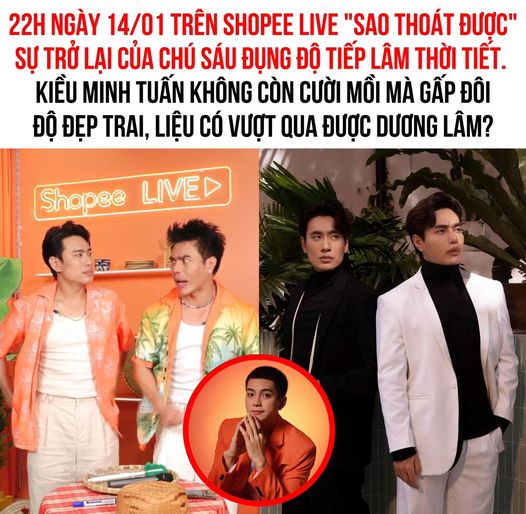 22H NGÀY 14/01 TRÊN SHOPEE LIVE "SAO THOÁT ĐƯỢC"
SỰ TRỞ LẠI CỦA CHÚ SÁU ĐỤNG ĐỘ TIẾP LÂM THỜI TIẾT.
KIỀU MINH TUẤN KHÔNG CÒN CƯỜI MỒI MÀ GẤP ĐÔI
ĐỘ ĐẸP TRAI, LIỆU CÓ VƯỢT QUA ĐƯỢC DƯƠNG LÂM?
Shopee LIVE